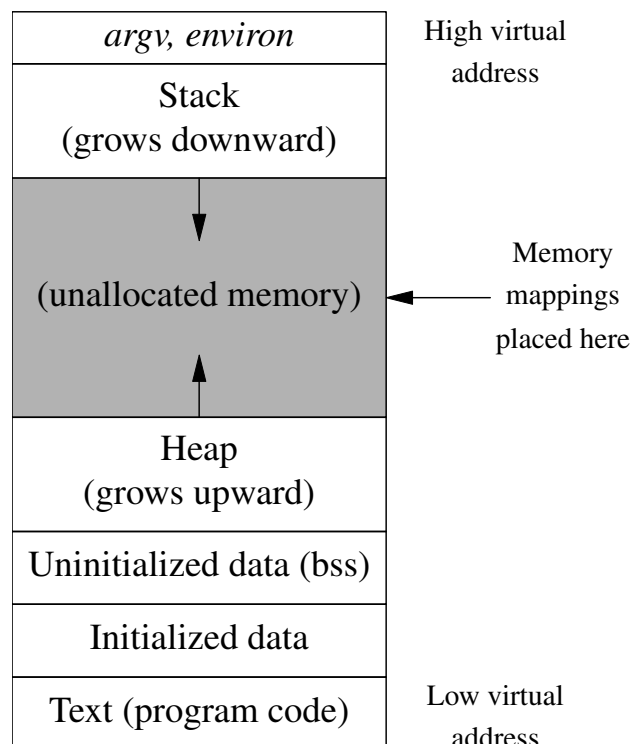 argv, environ
High virtual
address
Stack
(grows downward)
(unallocated memory)
Memory
mappings
placed here
Heap
(grows upward)
Uninitialized data (bss)
Initialized data
Text (program code)
Low virtual
address